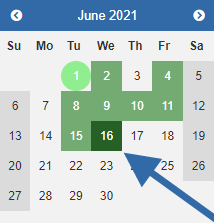 June 2021
Su Mo Tu We Th Fr Sa
1 2 3 4 5
6 7 8 9 10 11 12
13 14 15 16 17 18 19
20 21 22 23 24 25 26
27 28 29 30